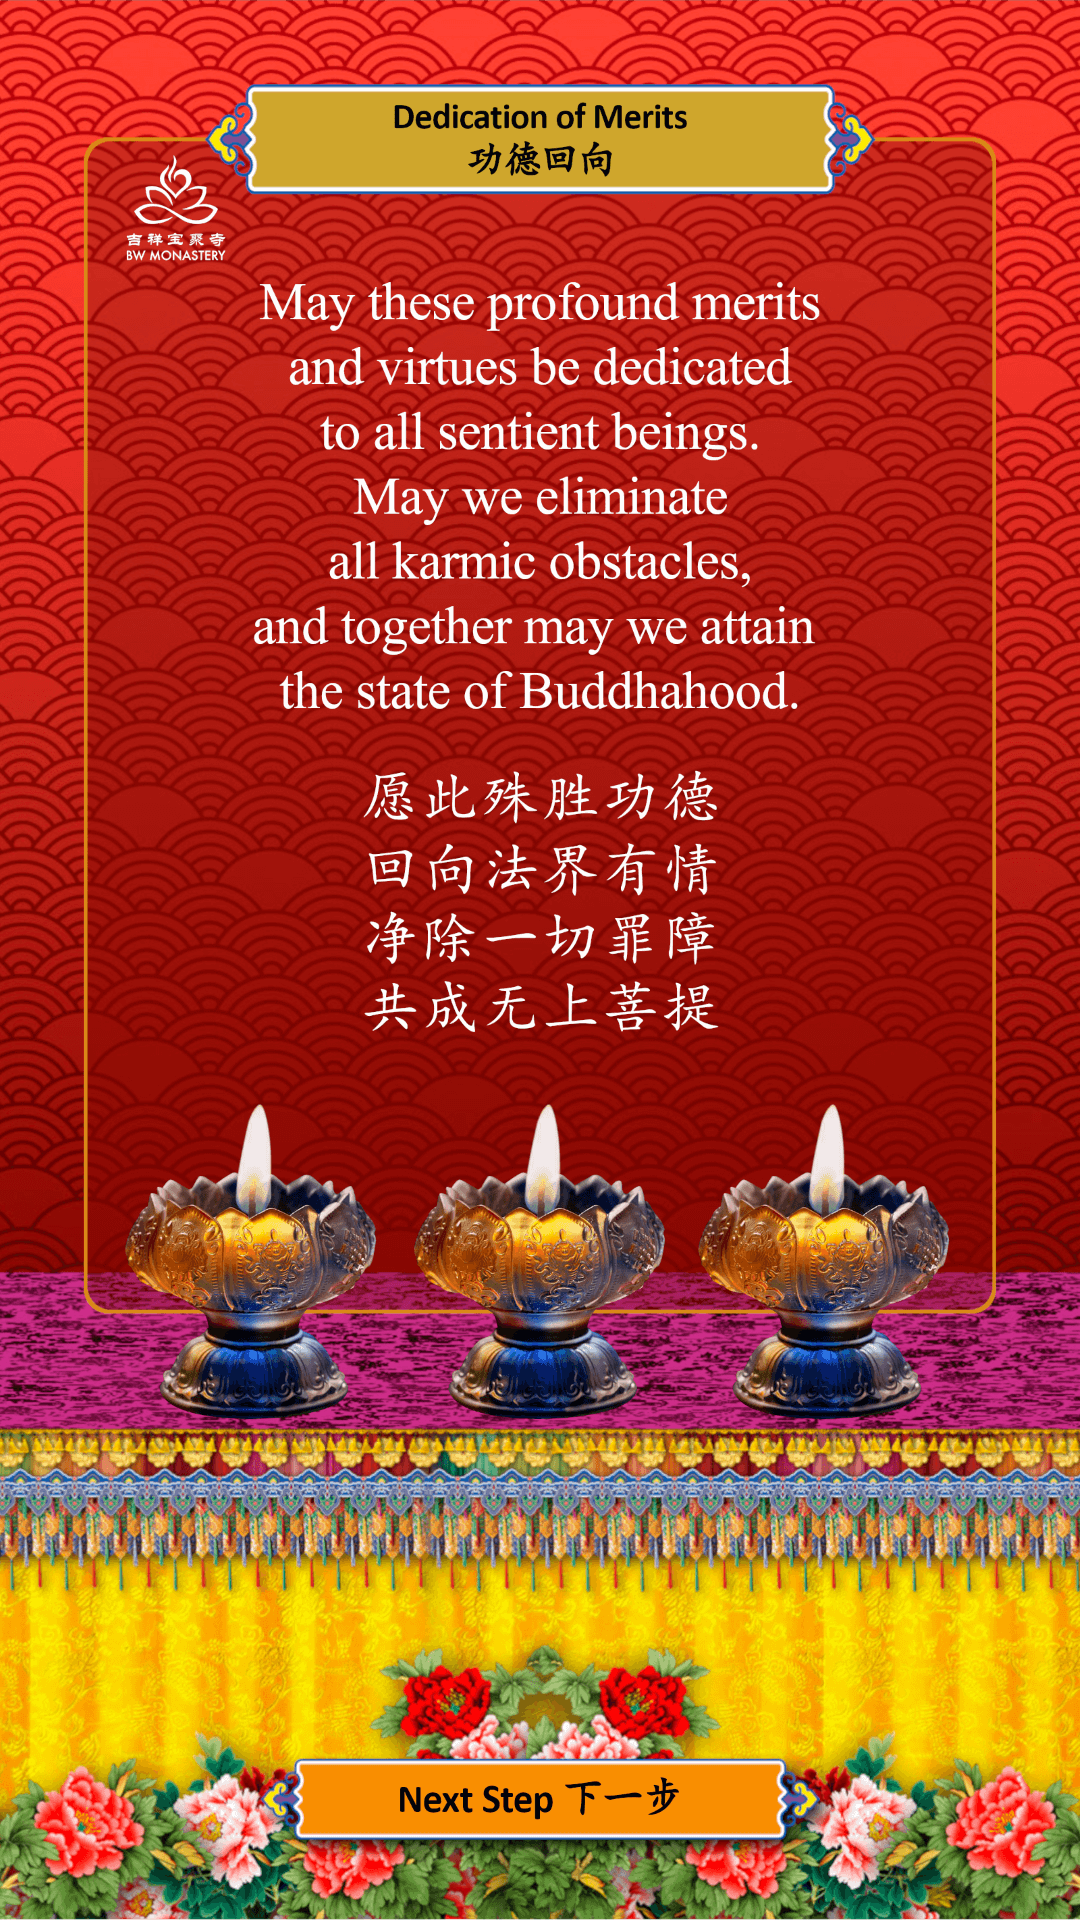 Dedication of Merits
功德回向
吉祥宝聚寺
BW MONASTERY
May these profound merits
and virtues be dedicated
to all sentient beings.
May we eliminate
all karmic obstacles,
and together may we attain
the state of Buddhahood.
愿此殊胜功德
回向法界有情
净除一切罪障
共成无上菩提
Next Step 下一步